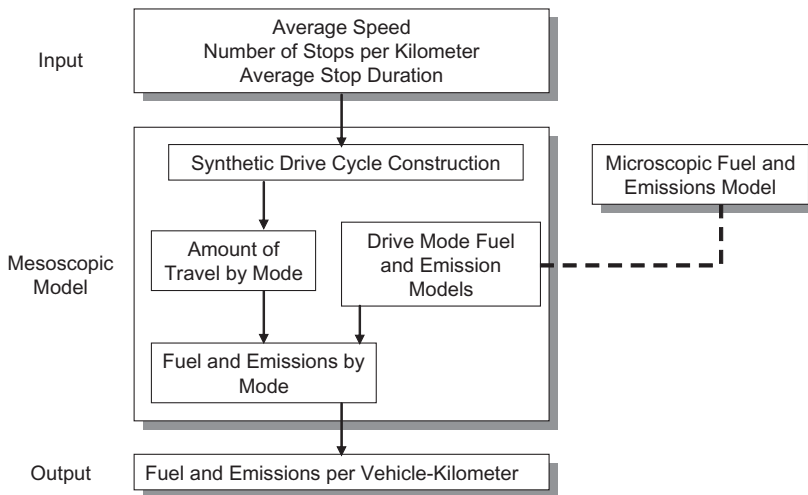 Input
Average Speed
Number of Stops per Kilometer
Average Stop Duration
Mesoscopic
Model
Synthetic Drive Cycle Construction
Amount of
Travel by Mode
Drive Mode Fuel
and Emission
Models
Fuel and Emissions by
Mode
Microscopic Fuel and
Emissions Model
Output
Fuel and Emissions per Vehicle-Kilometer